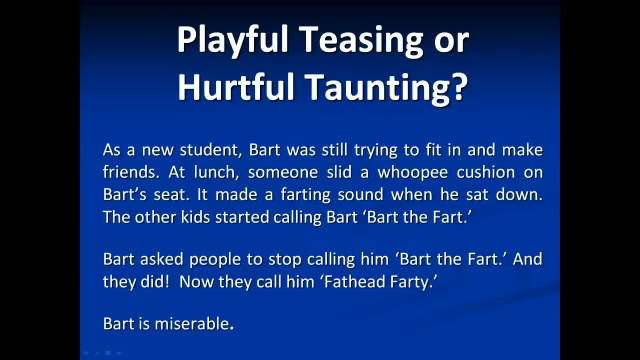 Playful Teasing or
Hurtful Taunting?
As a new student, Bart was still trying to fit in and make
friends. At lunch, someone slid a whoopee cushion on
Bart’s seat. It made a farting sound when he sat down.
The other kids started calling Bart ‘Bart the Fart.’
Bart asked people to stop calling him ‘Bart the Fart.’ And
they did!  Now they call him ‘Fathead Farty.’
Bart is miserable.